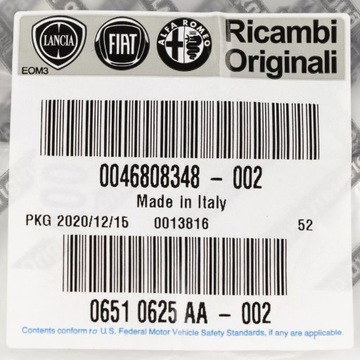 LANCIA
FIAT
ALFA ROMEO
Ricambi
Originali
EOM3
0046808348 - 002
Made in Italy
PKG 2020/12/15 0013816 52
0651 0625 AA - 002
Contents conform to U.S. Federal Motor Vehicle Safety Standards, if any are applicable.